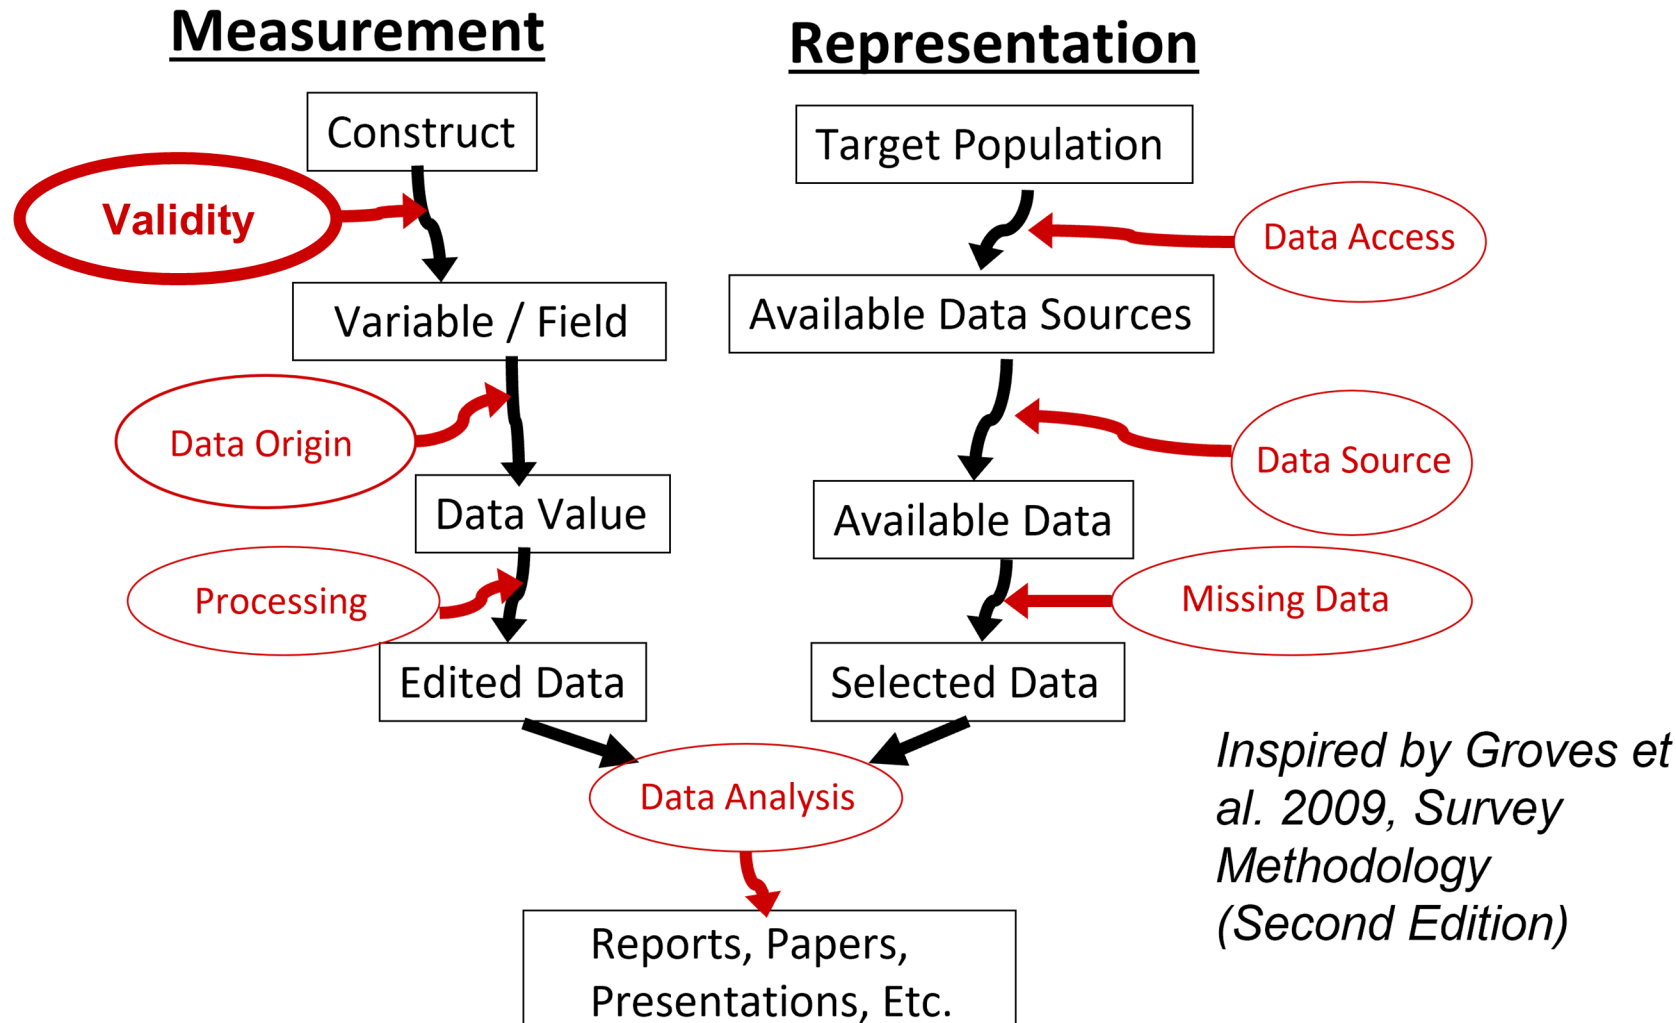 Measurement
Representation
Construct
Target Population
Validity
Data Access
Variable / Field
Available Data Sources
Data Origin
Data Source
Data Value
Available Data
Processing
Missing Data
Edited Data
Selected Data
Data Analysis
Inspired by Groves et
al. 2009, Survey
Methodology
(Second Edition)
Reports, Papers,
Presentations, Etc.